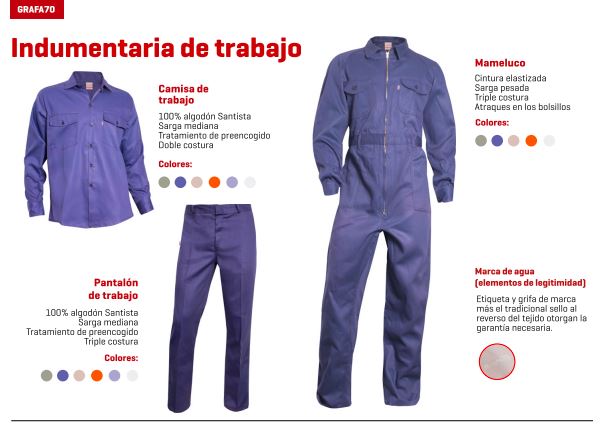 GRAFA70
Indumentaria de trabajo
Camisa de
trabajo
100% algodón Santista
Sarga mediana
Tratamiento de preencogido
Doble costura
Colores:
Mameluco
Cintura elastizada
Sarga pesada
Triple costura
Atraques en los bolsillos
Colores:
Pantalón
de trabajo
100% algodón Santista
Sarga mediana
Tratamiento de preencogido
Triple costura
Colores:
Marca de agua
(elementos de legitimidad)
Etiqueta y grifa de marca
más el tradicional sello al
reverso del tejido otorgan la
garantía necesaria.